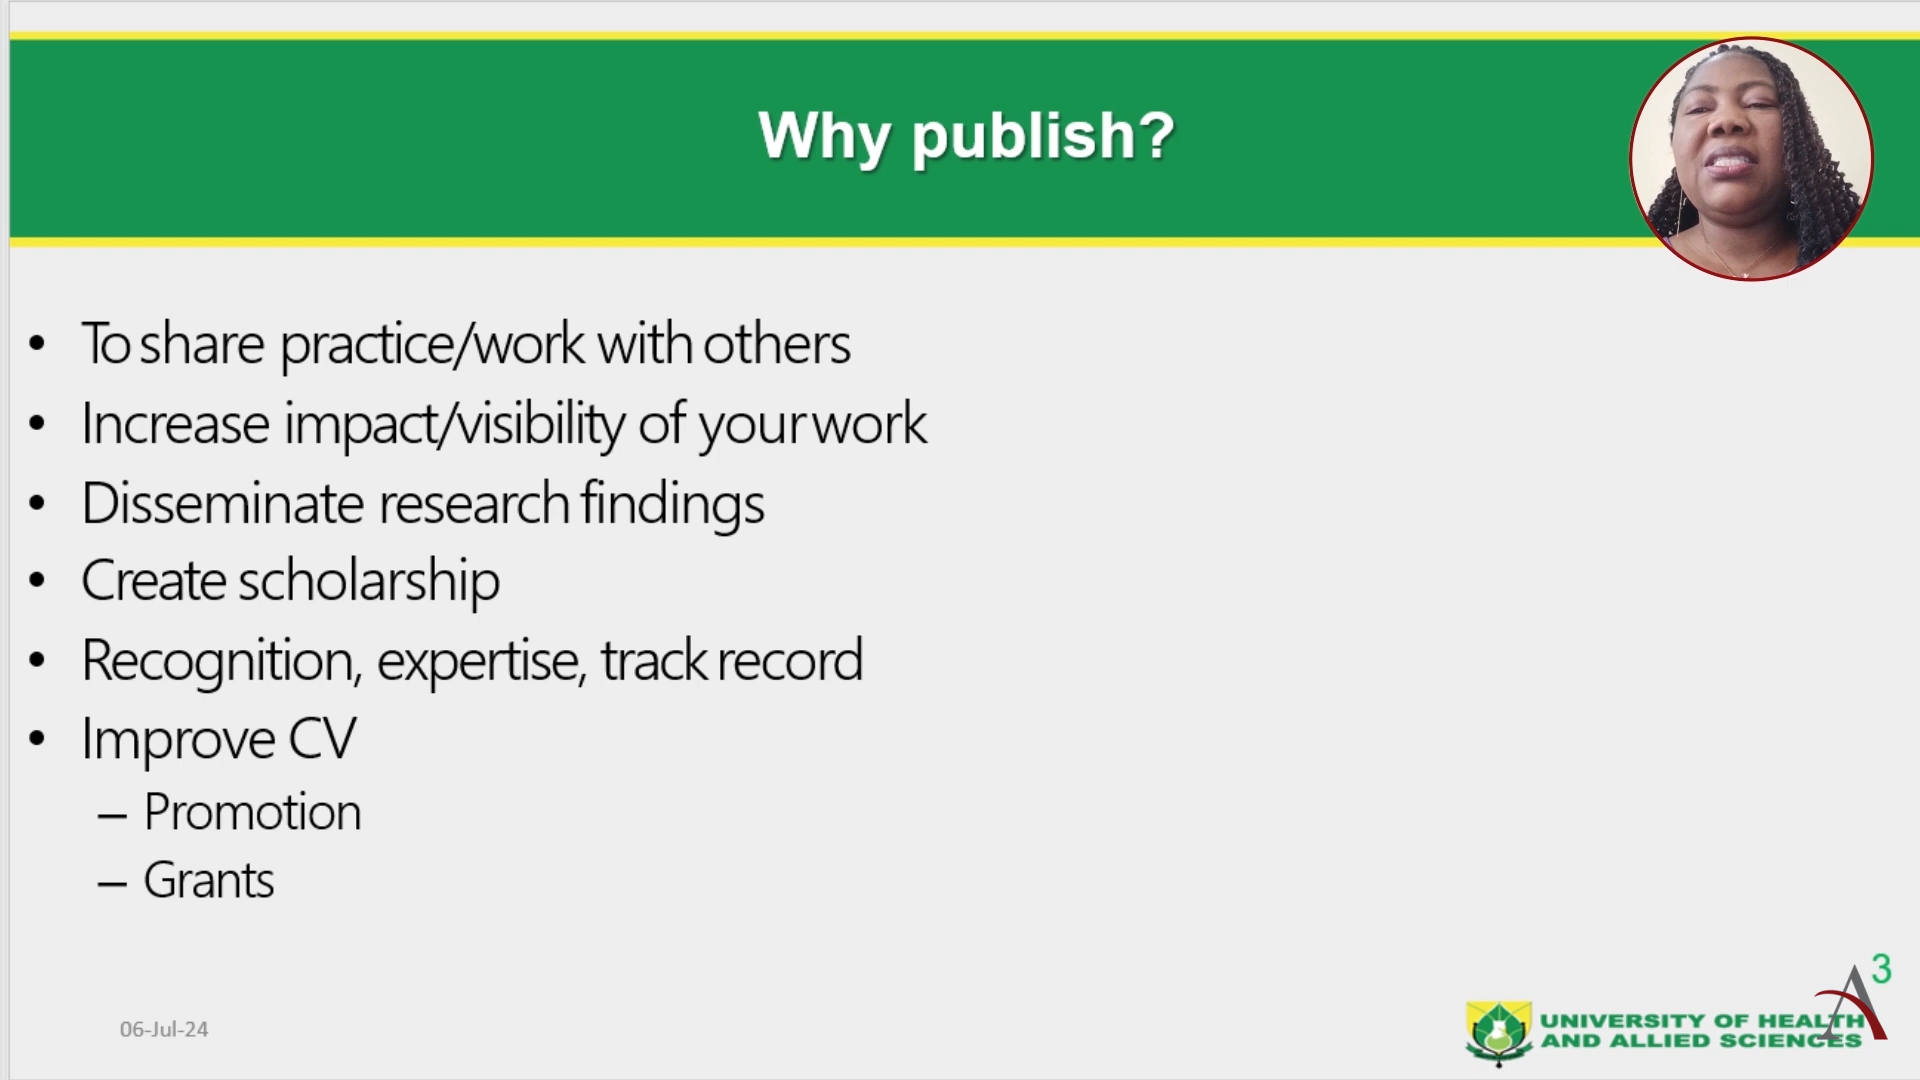 Why publish?
• To share practice/work with others
• Increase impact/visibility of your work
• Disseminate research findings
• Create scholarship
• Recognition, expertise, track record
• Improve CV
– Promotion
– Grants
3
06-Jul-24
UNIVERSITY OF HEALTH
AND ALLIED SCIENCES